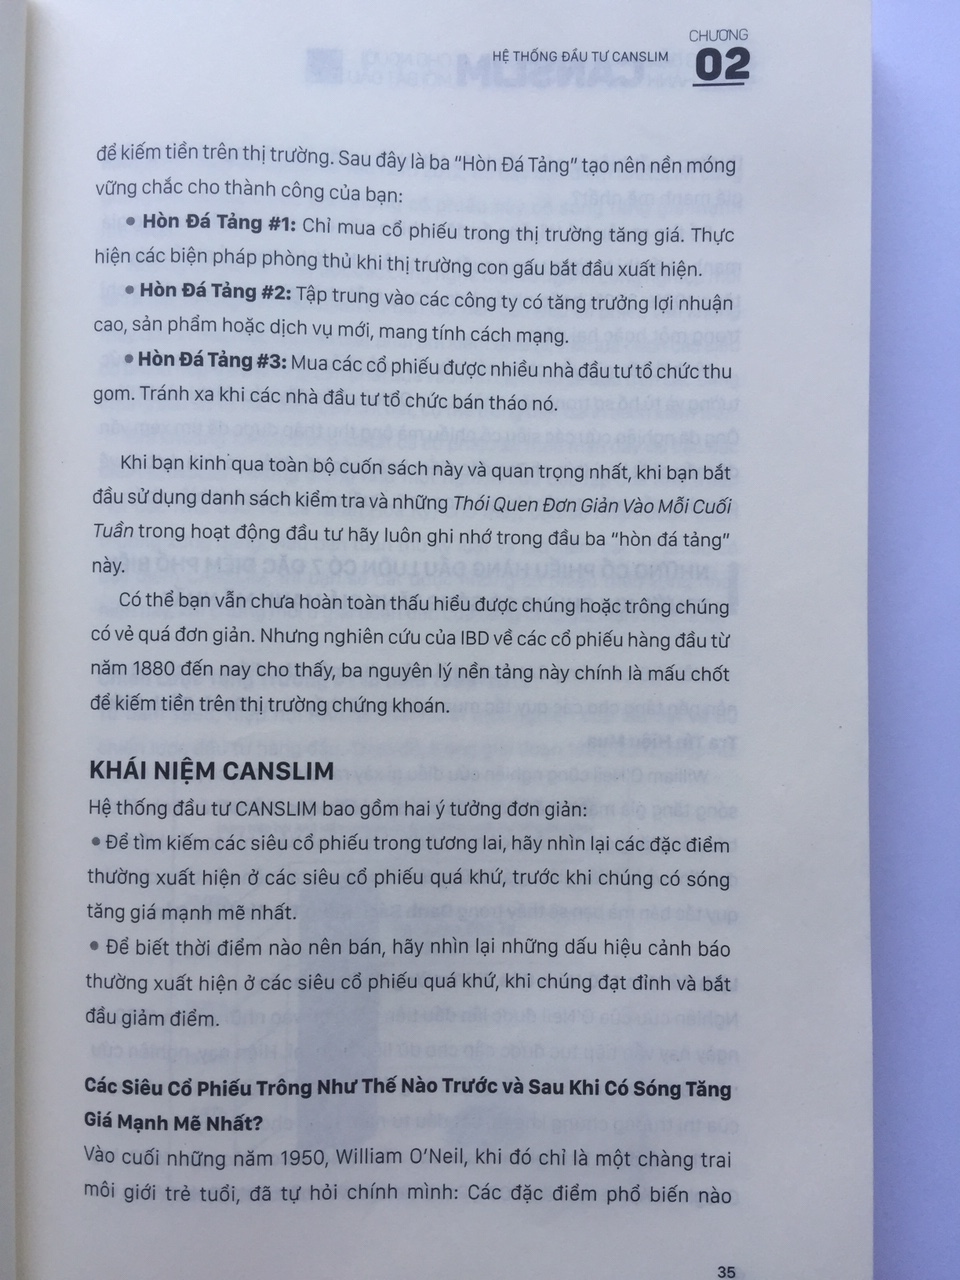 CHƯƠNG
HỆ THỐNG ĐẦU TƯ CANSLIM 02
để kiếm tiền trên thị trường. Sau đây là ba “Hòn Đá Tảng” tạo nên nền móng
vững chắc cho thành công của bạn:
• Hòn Đá Tảng #1: Chỉ mua cổ phiếu trong thị trường tăng giá. Thực
hiện các biện pháp phòng thủ khi thị trường con gấu bắt đầu xuất hiện.
• Hòn Đá Tảng #2: Tập trung vào các công ty có tăng trưởng lợi nhuận
cao, sản phẩm hoặc dịch vụ mới, mang tính cách mạng.
• Hòn Đá Tảng #3: Mua các cổ phiếu được nhiều nhà đầu tư tổ chức thu
gom. Tránh xa khi các nhà đầu tư tổ chức bán tháo nó.
Khi bạn kinh qua toàn bộ cuốn sách này và quan trọng nhất, khi bạn bắt
đầu sử dụng danh sách kiểm tra và những Thói Quen Đơn Giản Vào Mỗi Cuối
Tuần trong hoạt động đầu tư hãy luôn ghi nhớ trong đầu ba “hòn đá tảng”
này.
Có thể bạn vẫn chưa hoàn toàn thấu hiểu được chúng hoặc trông chúng
có vẻ quá đơn giản. Nhưng nghiên cứu của IBD về các cổ phiếu hàng đầu từ
năm 1880 đến nay cho thấy, ba nguyên lý nền tảng này chính là mấu chốt
để kiếm tiền trên thị trường chứng khoán.
KHÁI NIỆM CANSLIM
Hệ thống đầu tư CANSLIM bao gồm hai ý tưởng đơn giản:
• Để tìm kiếm các siêu cổ phiếu trong tương lai, hãy nhìn lại các đặc điểm
thường xuất hiện ở các siêu cổ phiếu quá khứ, trước khi chúng có sóng
tăng giá mạnh mẽ nhất.
• Để biết thời điểm nào nên bán, hãy nhìn lại những dấu hiệu cảnh báo
thường xuất hiện ở các siêu cổ phiếu quá khứ, khi chúng đạt đỉnh và bắt
đầu giảm điểm.
Các Siêu Cổ Phiếu Trông Như Thế Nào Trước và Sau Khi Có Sóng Tăng
Giá Mạnh Mẽ Nhất?
Vào cuối những năm 1950, William O’Neil, khi đó chỉ là một chàng trai
môi giới trẻ tuổi, đã tự hỏi chính mình: Các đặc điểm phổ biến nào
35